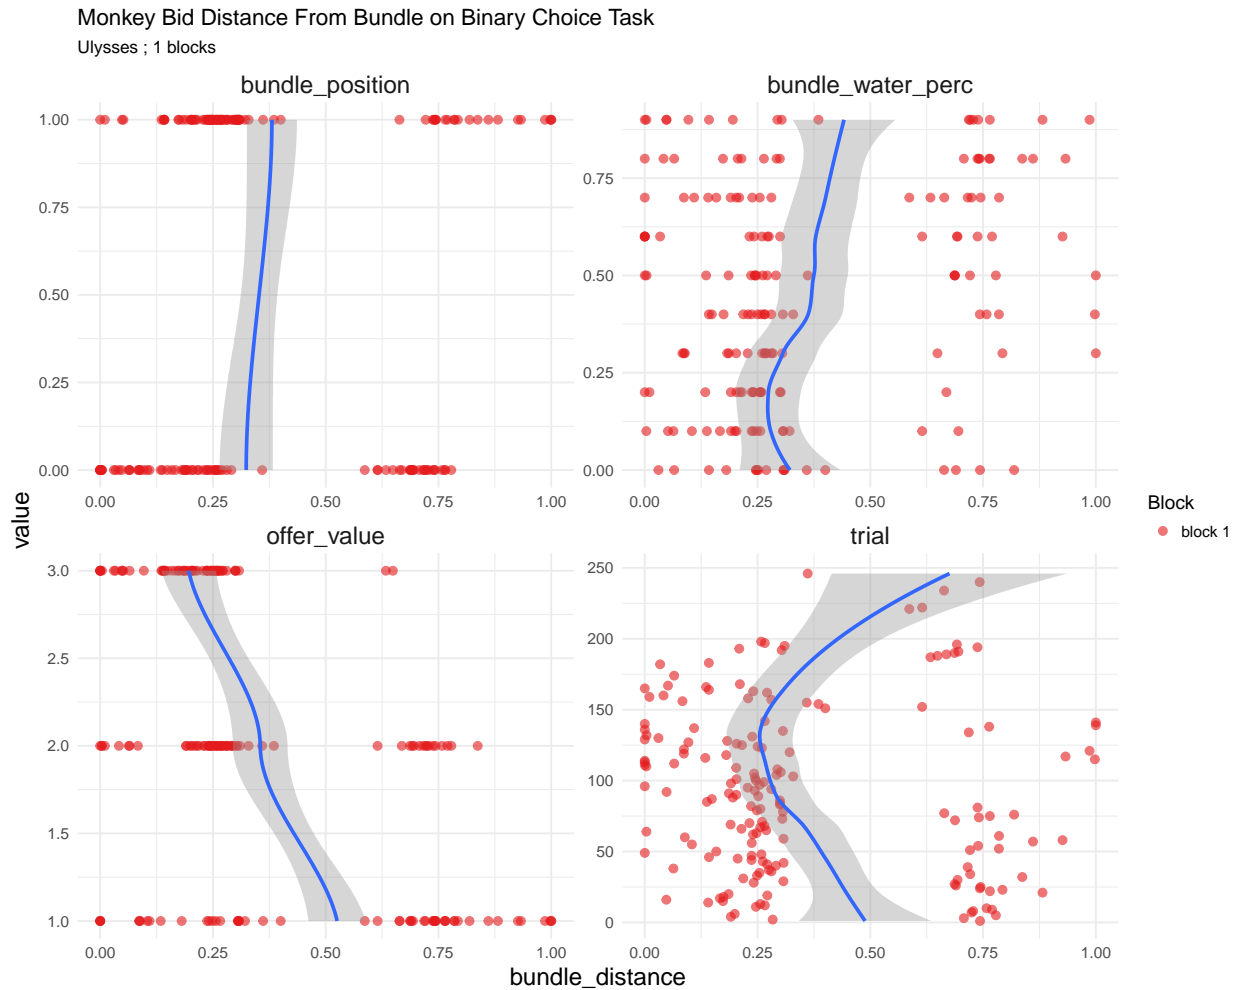 Monkey Bid Distance From Bundle on Binary Choice Task
Ulysses ; 1 blocks
bundle_position
bundle_water_perc
1.00
0.75
0.50
0.25
0.00
0.75
0.50
0.25
0.00
0.00 0.25 0.50 0.75 1.00
0.00 0.25 0.50 0.75 1.00
offer_value
trial
3.0
2.5
2.0
1.5
1.0
250
200
150
100
50
0
0.00 0.25 0.50 0.75 1.00
0.00 0.25 0.50 0.75 1.00
value
bundle_distance
Block
block 1